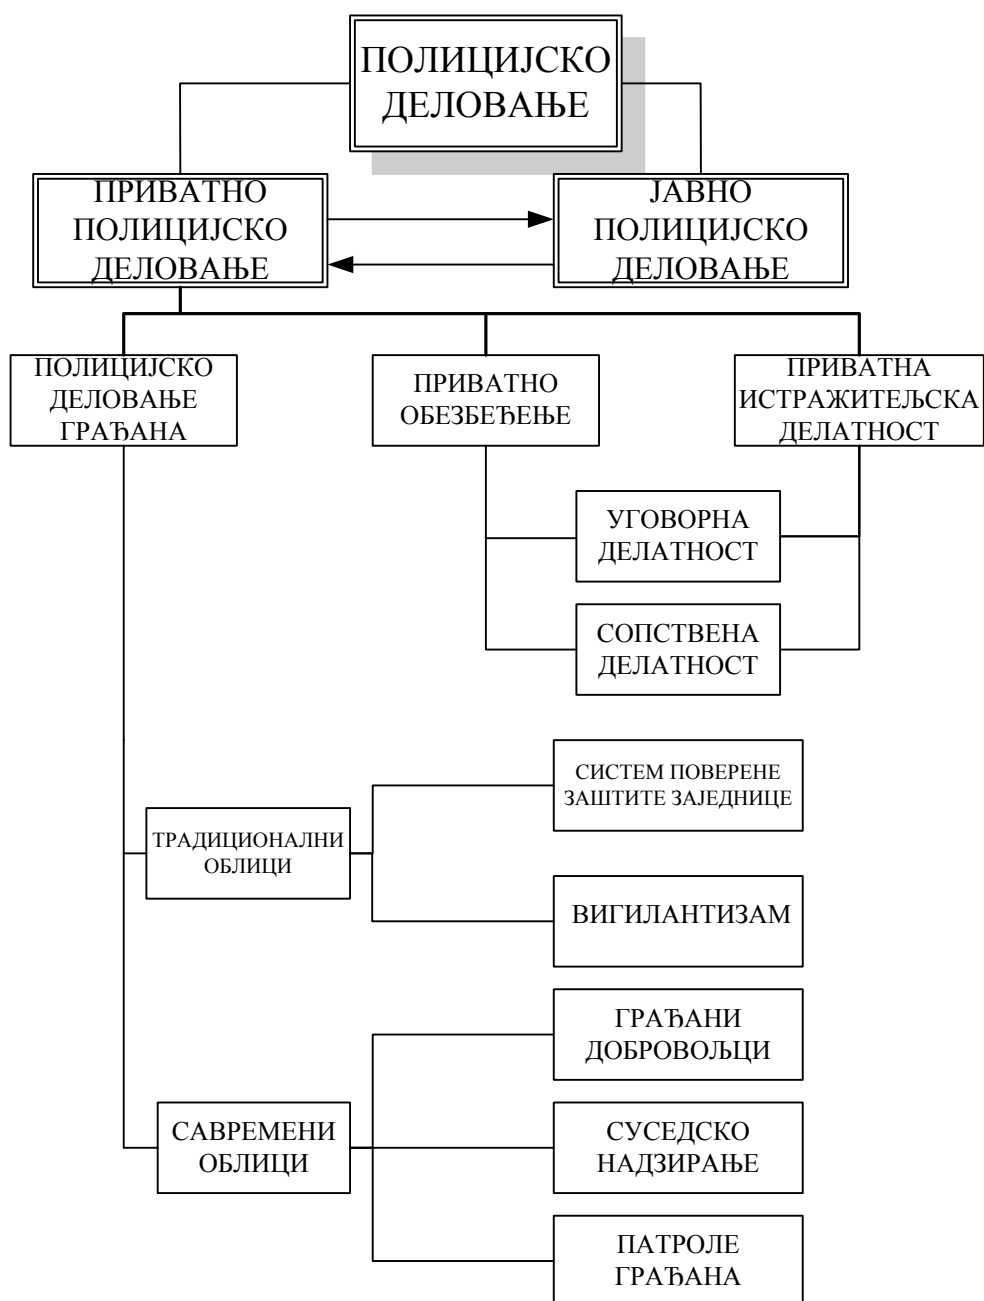 ПОЛИЦИЈСКО
ДЕЛОВАЊЕ
ПРИВАТНО
ПОЛИЦИЈСКО
ДЕЛОВАЊЕ
ЈАВНО
ПОЛИЦИЈСКО
ДЕЛОВАЊЕ
ПОЛИЦИЈСКО
ДЕЛОВАЊЕ
ГРАЂАНА
ПРИВАТНО
ОБЕЗБЕЂЕЊЕ
ПРИВАТНА
ИСТРАЖИТЕЉСКА
ДЕЛАТНОСТ
УГОВОРНА
ДЕЛАТНОСТ
СОПСТВЕНА
ДЕЛАТНОСТ
ТРАДИЦИОНАЛНИ
ОБЛИЦИ
СИСТЕМ ПОВЕРЕНЕ
ЗАШТИТЕ ЗАЈЕДНИЦЕ
ВИГИЛАНТИЗАМ
САВРЕМЕНИ
ОБЛИЦИ
ГРАЂАНИ
ДОБРОВОЉЦИ
СУСЕДСКО
НАДЗИРАЊЕ
ПАТРОЛЕ
ГРАЂАНА